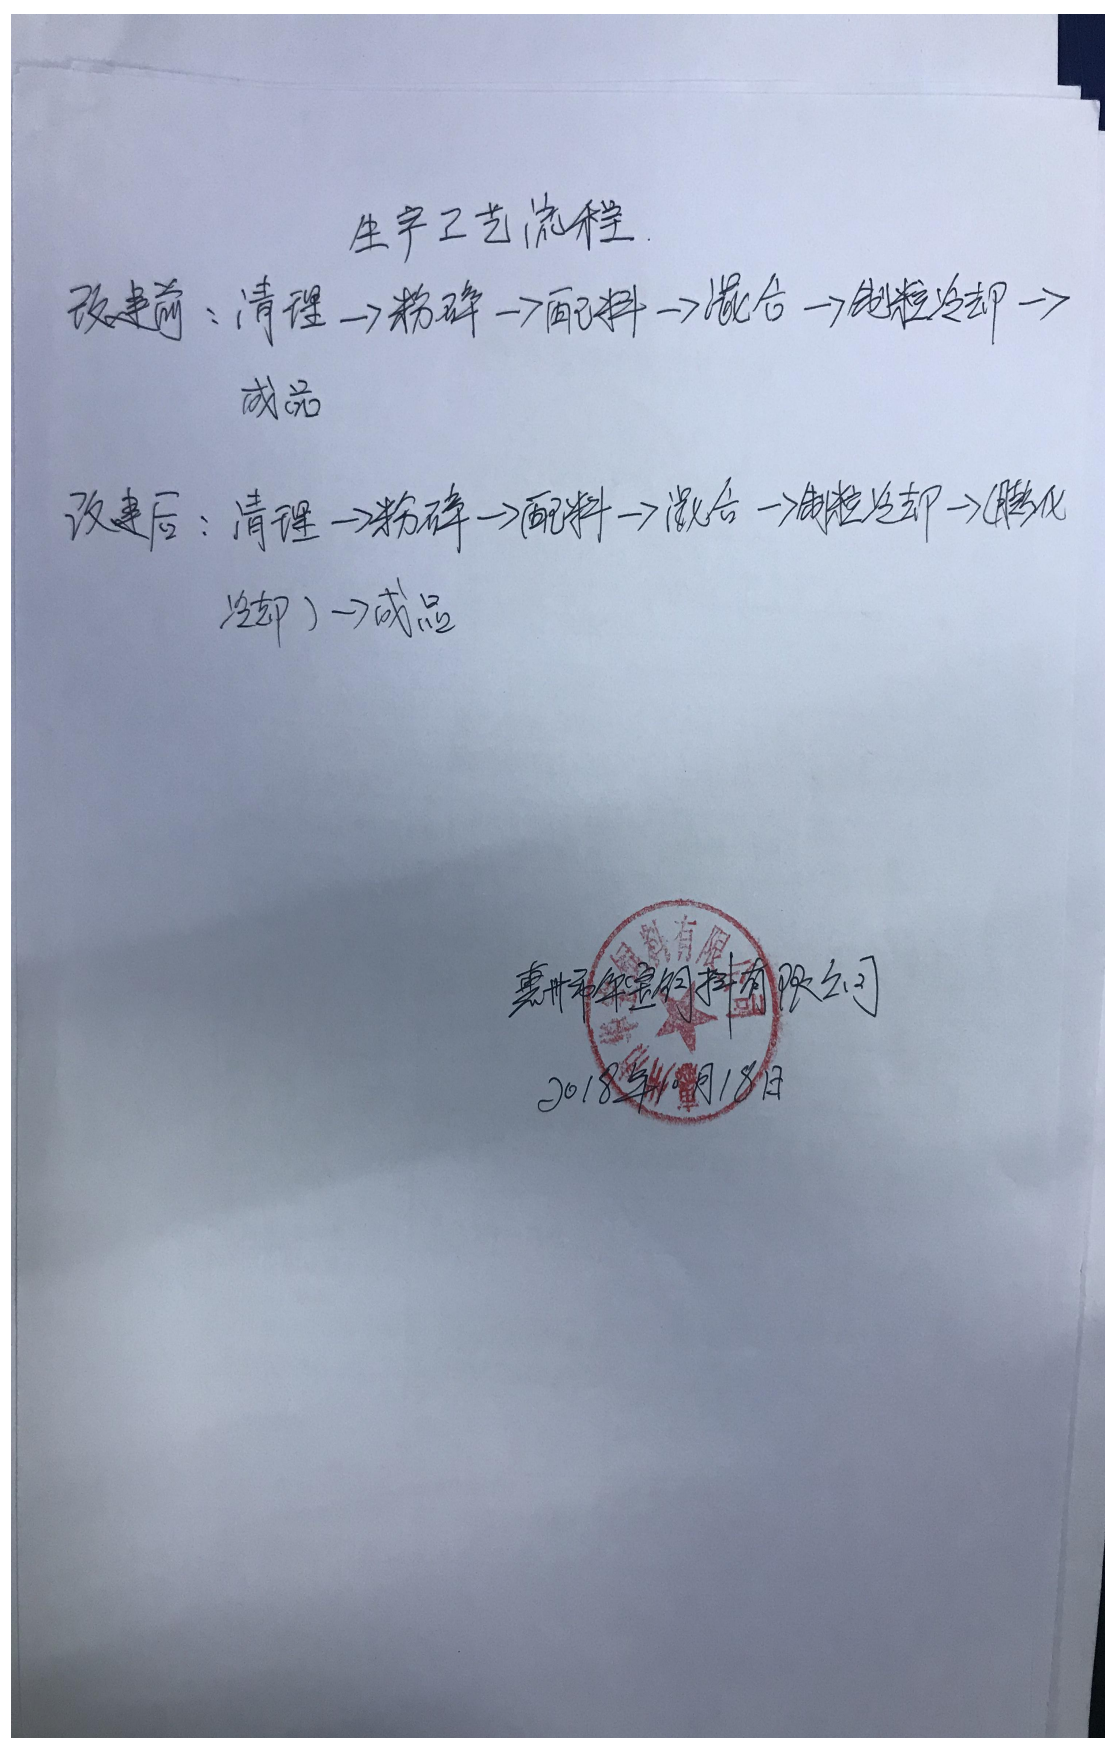 生产工艺流程.
改建前：清理→粉碎→配料→混合→制粒冷却→
成品
改建后：清理→粉碎→配料→混合→制粒冷却→(膨化
冷却)→成品
惠州市年宝饲料有限公司
2018年10月18日